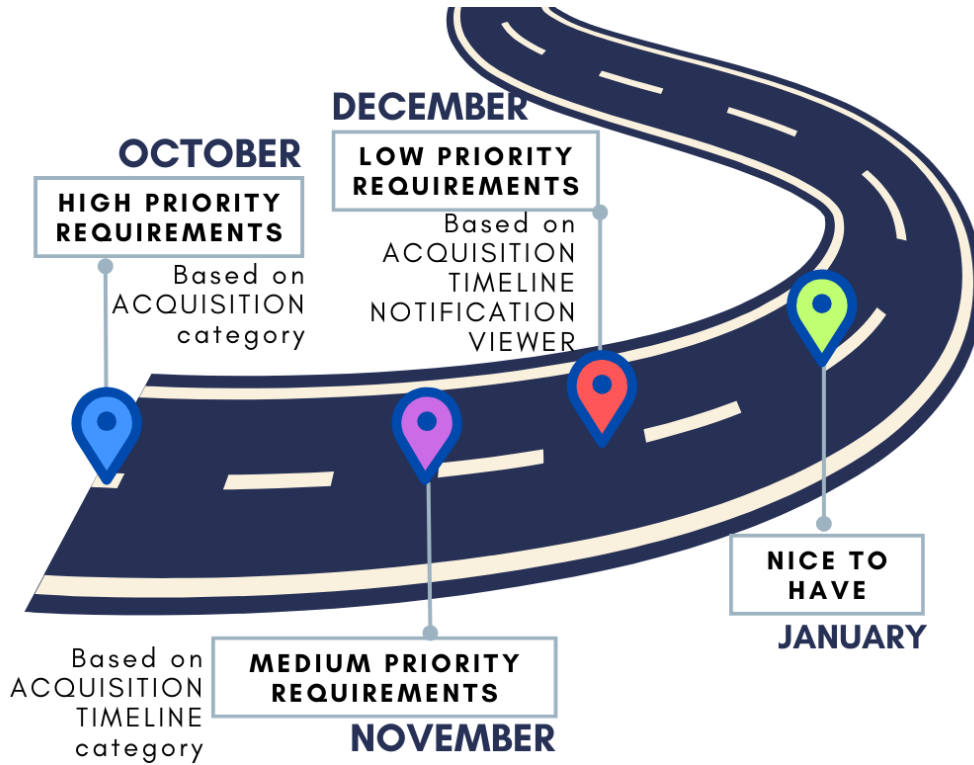 OCTOBER
HIGH PRIORITY
REQUIREMENTS
Based on
ACQUISITION
category
DECEMBER
LOW PRIORITY
REQUIREMENTS
Based on
ACQUISITION
TIMELINE
NOTIFICATION
VIEWER
Based on
ACQUISITION
TIMELINE
category
MEDIUM PRIORITY
REQUIREMENTS
NOVEMBER
NICE TO
HAVE
JANUARY